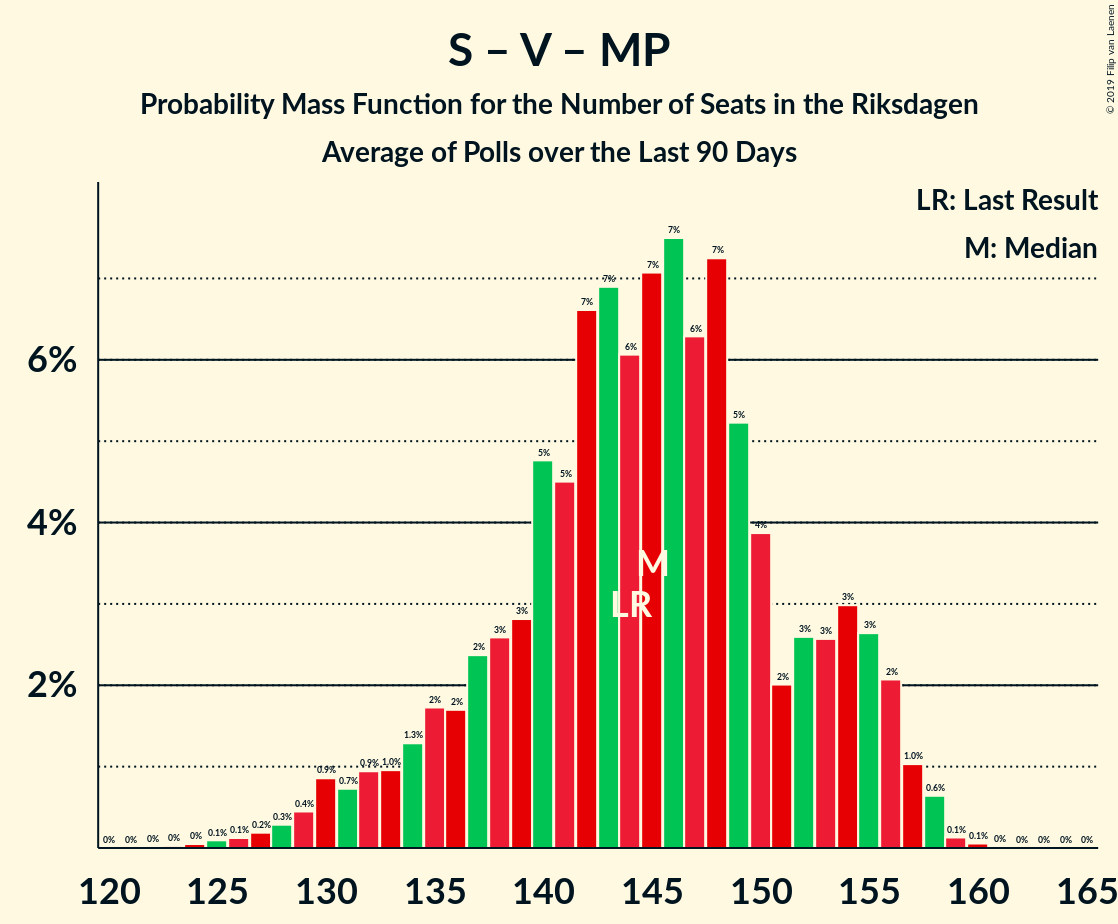 S – V – MP
Probability Mass Function for the Number of Seats in the Riksdagen
Average of Polls over the Last 90 Days
© 2019 Filip van Laenen
LR: Last Result
M: Median
6%
4%
2%
0% 0% 0% 0% 0% 0.1% 0.1% 0.2% 0.3% 0.4% 0.9% 0.7% 0.9% 1.0% 1.3% 2% 2% 2% 3% 3% 5% 5% 7% 7% 6% 7% 7% 6% 7% 5% 4% 2% 3% 3% 3% 3% 2% 1.0% 0.6% 0.1% 0.1% 0% 0% 0% 0% 0%
M
LR
120 125 130 135 140 145 150 155 160 165